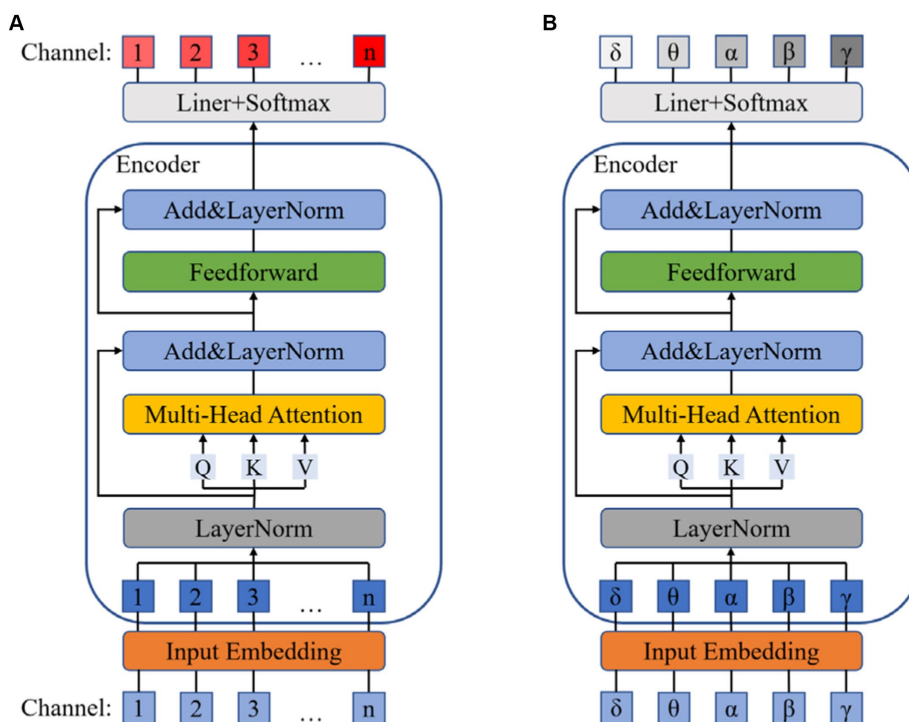 A
Channel: 1 2 3 ... n
Liner+Softmax
Encoder
Add&LayerNorm
Feedforward
Add&LayerNorm
Multi-Head Attention
Q K V
LayerNorm
1 2 3 ... n
Input Embedding
Channel: 1 2 3 ... n
B
δ θ α β γ
Liner+Softmax
Encoder
Add&LayerNorm
Feedforward
Add&LayerNorm
Multi-Head Attention
Q K V
LayerNorm
δ θ α β γ
Input Embedding
δ θ α β γ